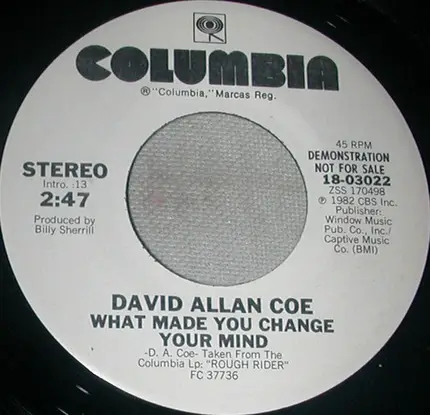 COLUMBIA
® "Columbia," Marcas Reg.
STEREO
Intro. :13
2:47
Produced by
Billy Sherrill
45 RPM
DEMONSTRATION
NOT FOR SALE
18-03022
ZSS 170498
℗ 1982 CBS Inc.
Publisher:
Window Music
Pub. Co., Inc./
Captive Music
Co. (BMI)
DAVID ALLAN COE
WHAT MADE YOU CHANGE
YOUR MIND
-D. A. Coe- Taken From The
Columbia Lp: "ROUGH RIDER"
FC 37736